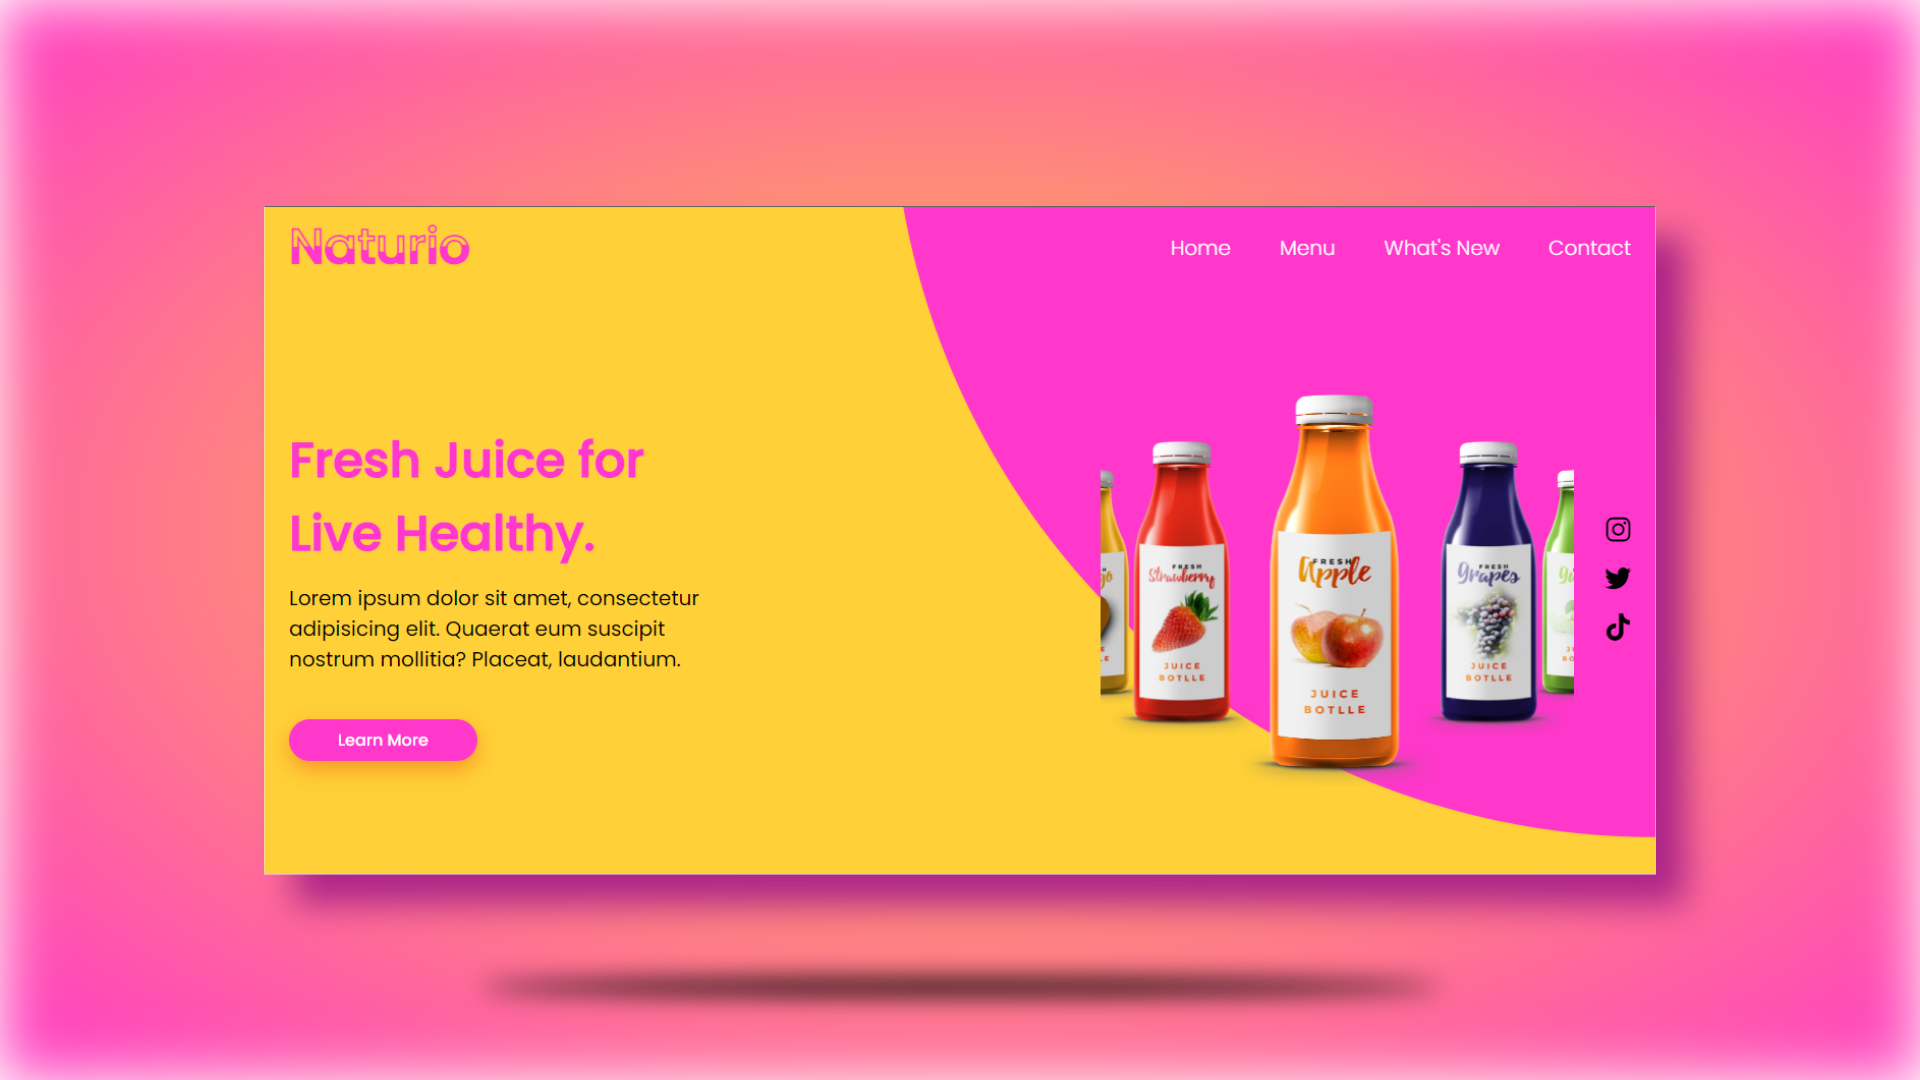 Naturio
Home Menu What's New Contact
Fresh Juice for
Live Healthy.
Lorem ipsum dolor sit amet, consectetur
adipisicing elit. Quaerat eum suscipit
nostrum mollitia? Placeat, laudantium.
Learn More
FRESH
Strawberry
JUICE
BOTLLE
FRESH
Apple
JUICE
BOTLLE
FRESH
Grapes
JUICE
BOTLLE